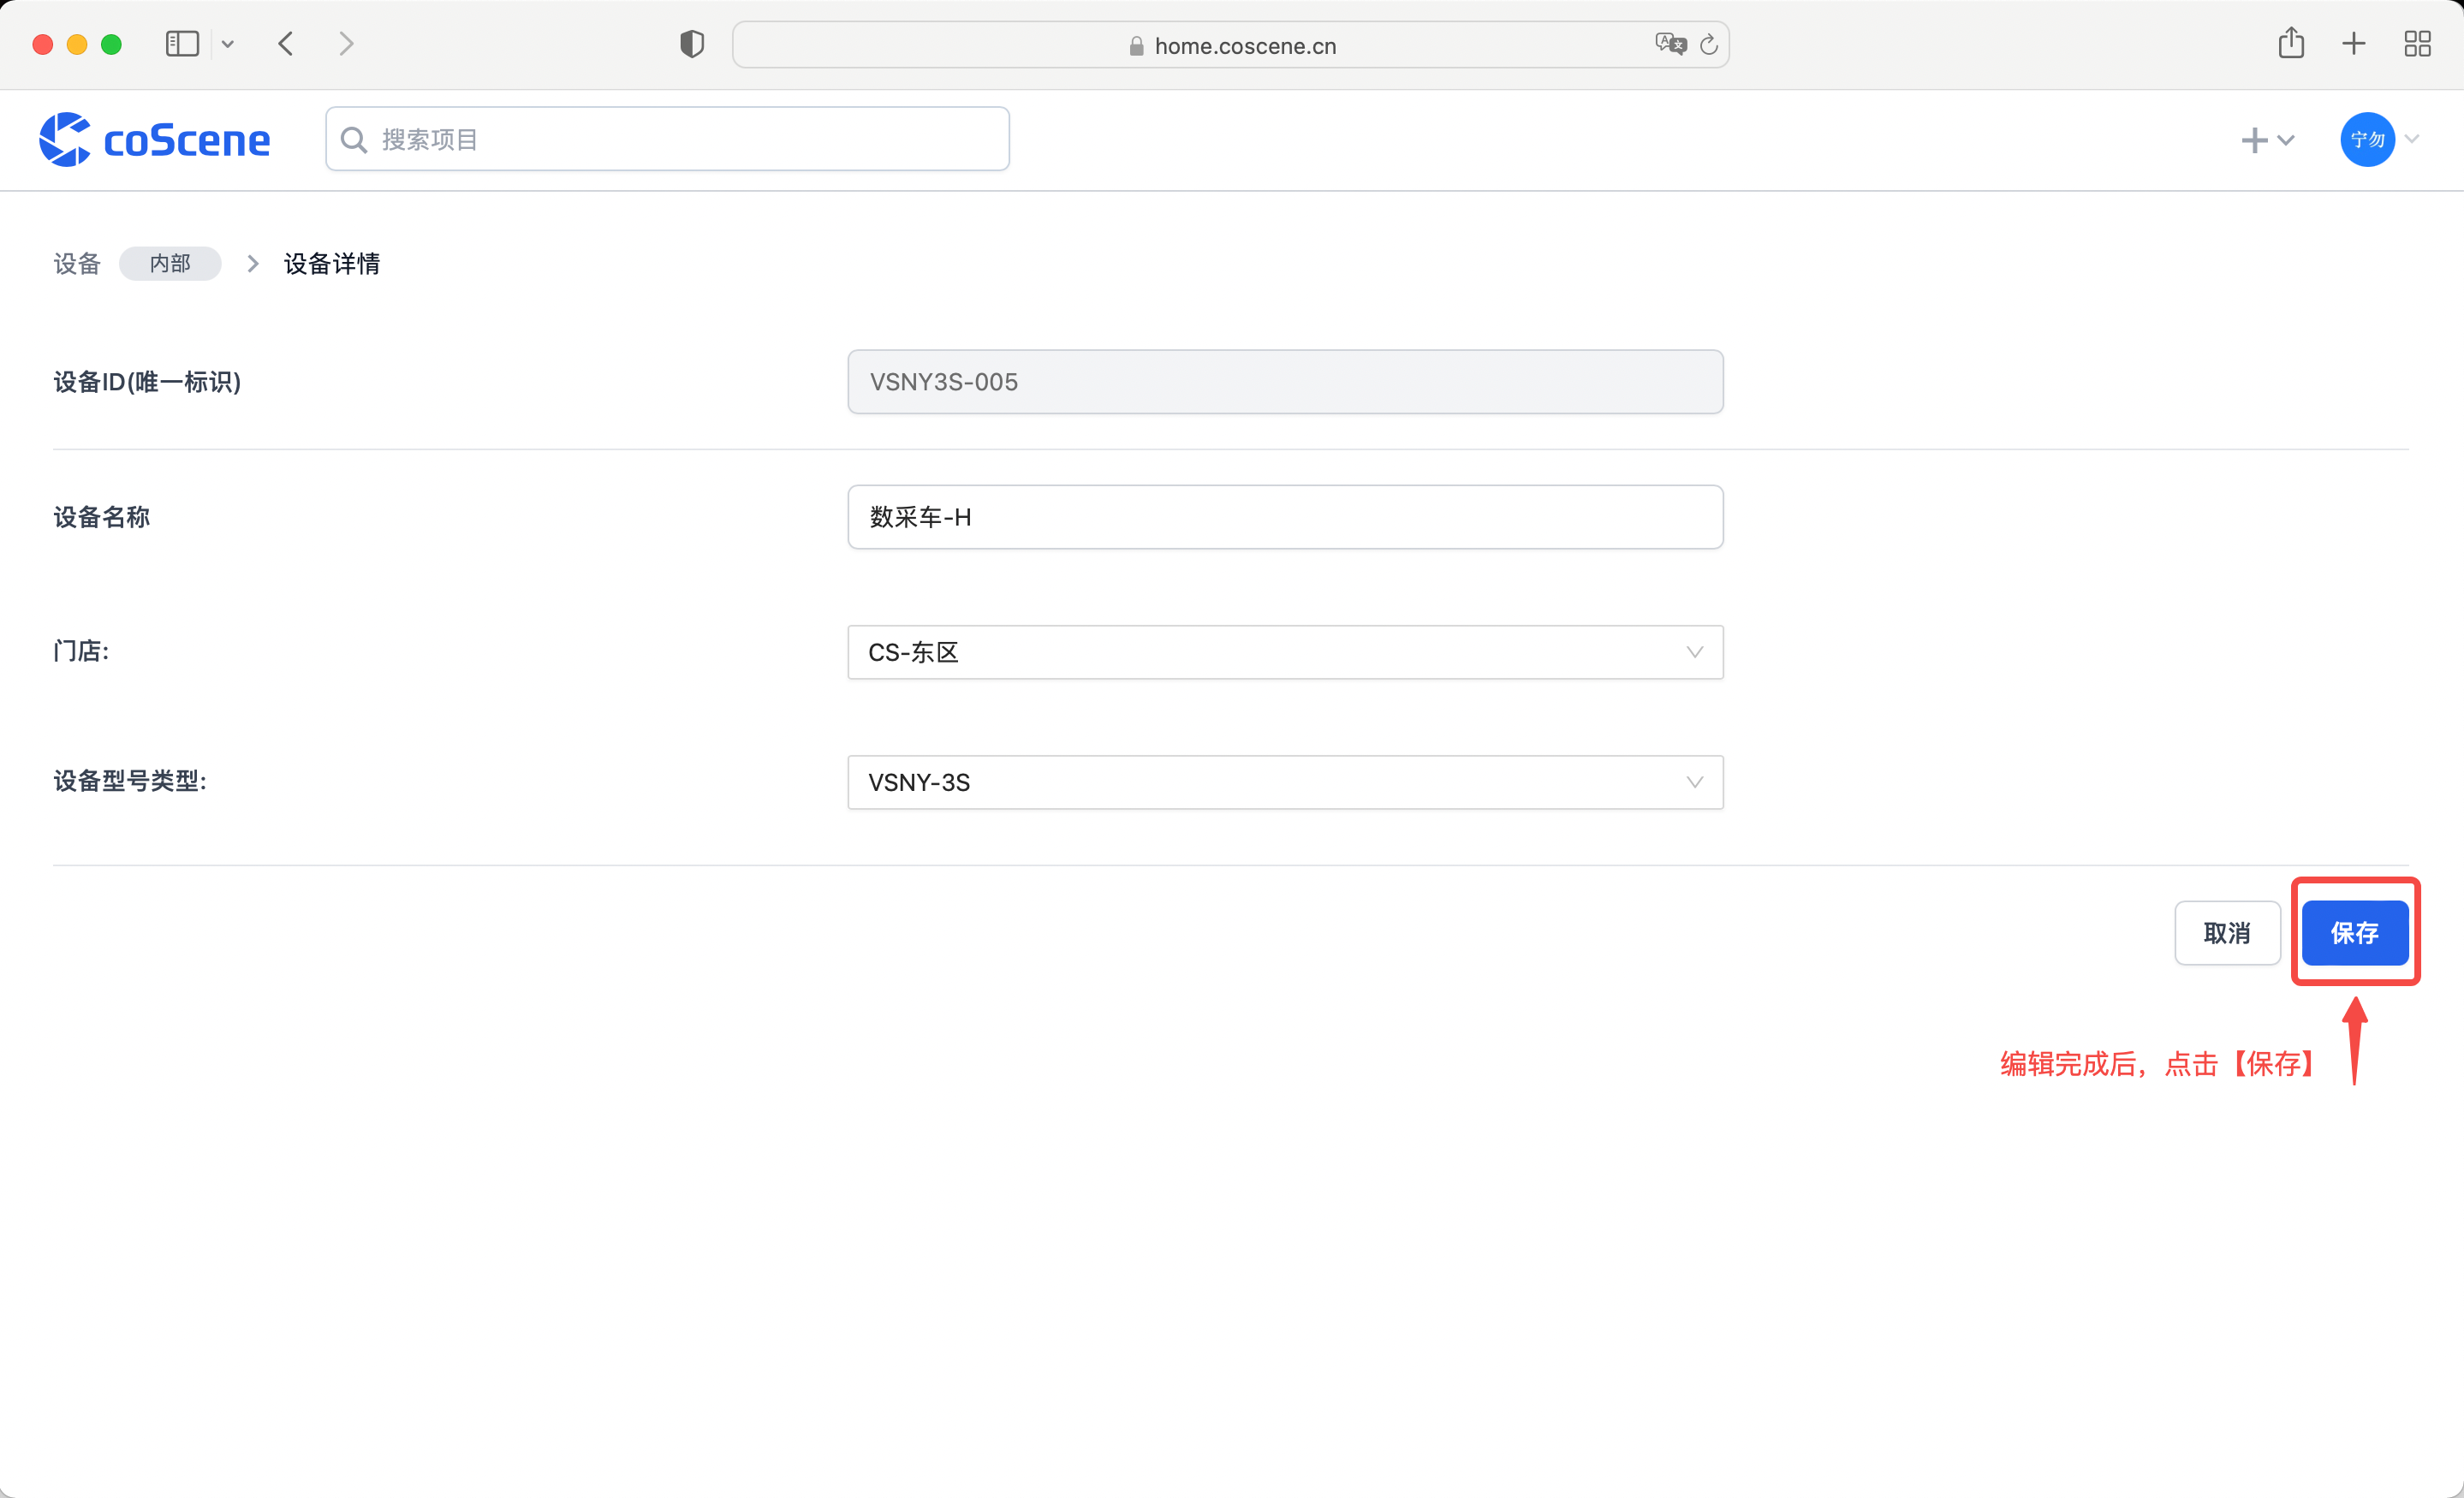 home.coscene.cn
coScene
搜索项目
宁勿
设备 内部 > 设备详情
设备ID(唯一标识)
VSNY3S-005
设备名称
数采车-H
门店:
CS-东区
设备型号类型:
VSNY-3S
取消
保存
编辑完成后，点击【保存】